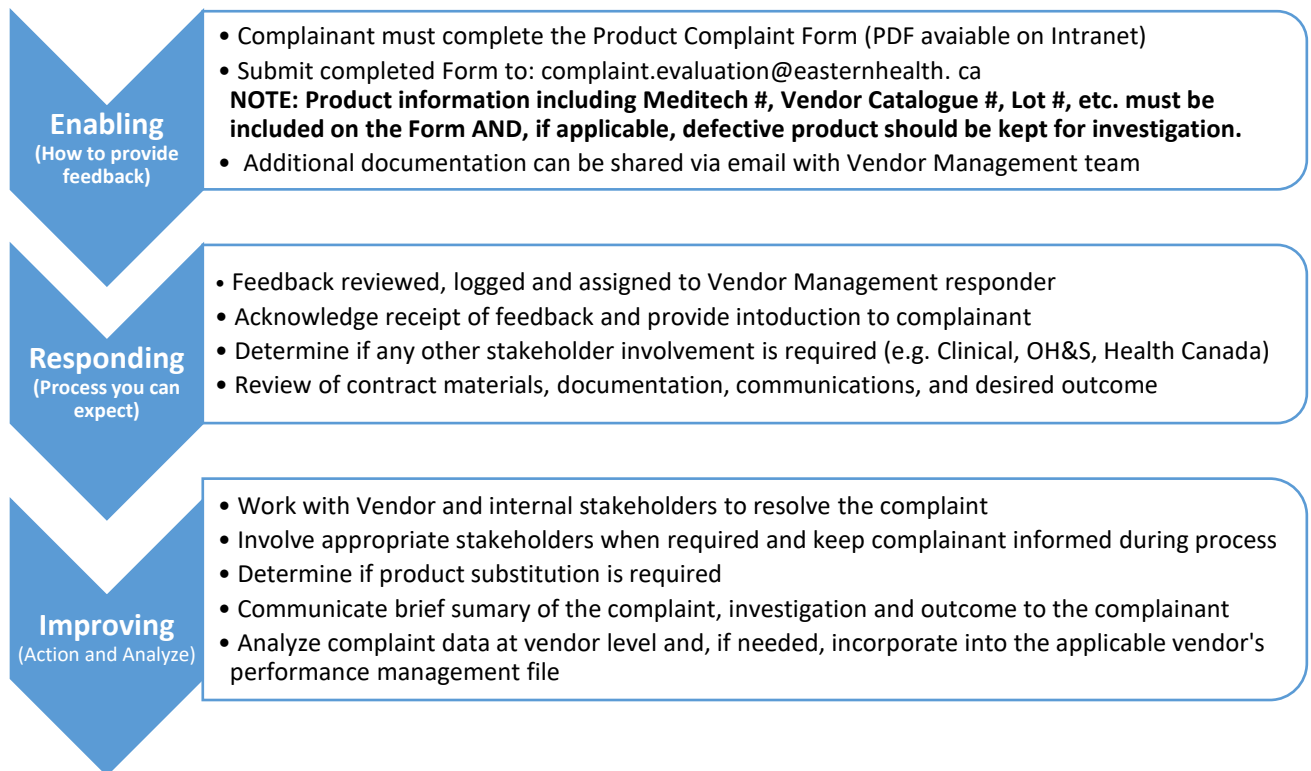 Enabling
(How to provide
feedback)
• Complainant must complete the Product Complaint Form (PDF avaiable on Intranet)
• Submit completed Form to: complaint.evaluation@easternhealth. ca
NOTE: Product information including Meditech #, Vendor Catalogue #, Lot #, etc. must be
included on the Form AND, if applicable, defective product should be kept for investigation.
• Additional documentation can be shared via email with Vendor Management team
Responding
(Process you can
expect)
• Feedback reviewed, logged and assigned to Vendor Management responder
• Acknowledge receipt of feedback and provide intoduction to complainant
• Determine if any other stakeholder involvement is required (e.g. Clinical, OH&S, Health Canada)
• Review of contract materials, documentation, communications, and desired outcome
Improving
(Action and Analyze)
• Work with Vendor and internal stakeholders to resolve the complaint
• Involve appropriate stakeholders when required and keep complainant informed during process
• Determine if product substitution is required
• Communicate brief sumary of the complaint, investigation and outcome to the complainant
• Analyze complaint data at vendor level and, if needed, incorporate into the applicable vendor's
performance management file